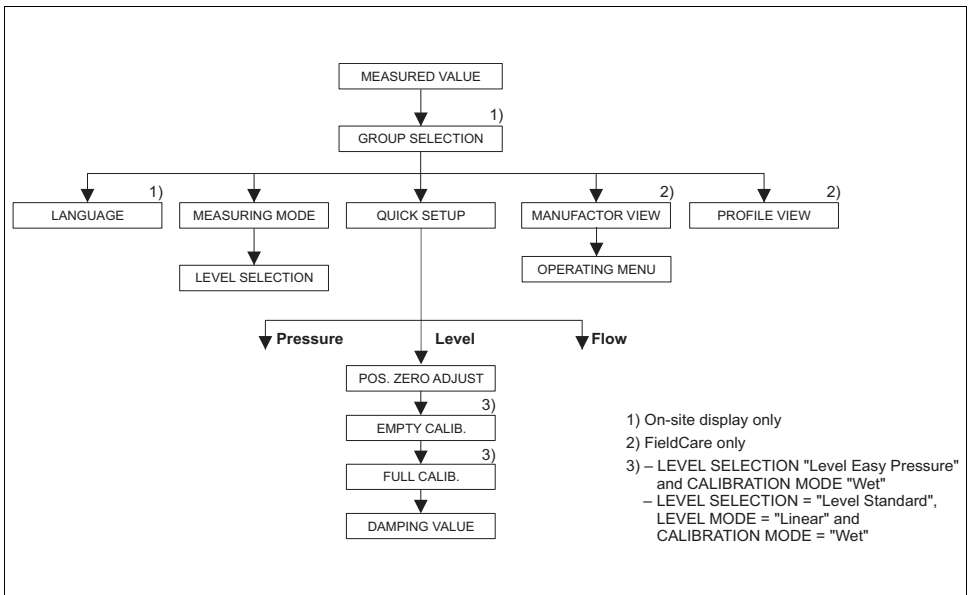 MEASURED VALUE
1)
GROUP SELECTION
1)
2)
2)
LANGUAGE
MEASURING MODE
QUICK SETUP
MANUFACTOR VIEW
PROFILE VIEW
LEVEL SELECTION
OPERATING MENU
Pressure
Level
Flow
POS. ZERO ADJUST
3)
EMPTY CALIB.
3)
FULL CALIB.
DAMPING VALUE
1) On-site display only
2) FieldCare only
3) – LEVEL SELECTION "Level Easy Pressure"
and CALIBRATION MODE "Wet"
– LEVEL SELECTION = "Level Standard",
LEVEL MODE = "Linear" and
CALIBRATION MODE = "Wet"